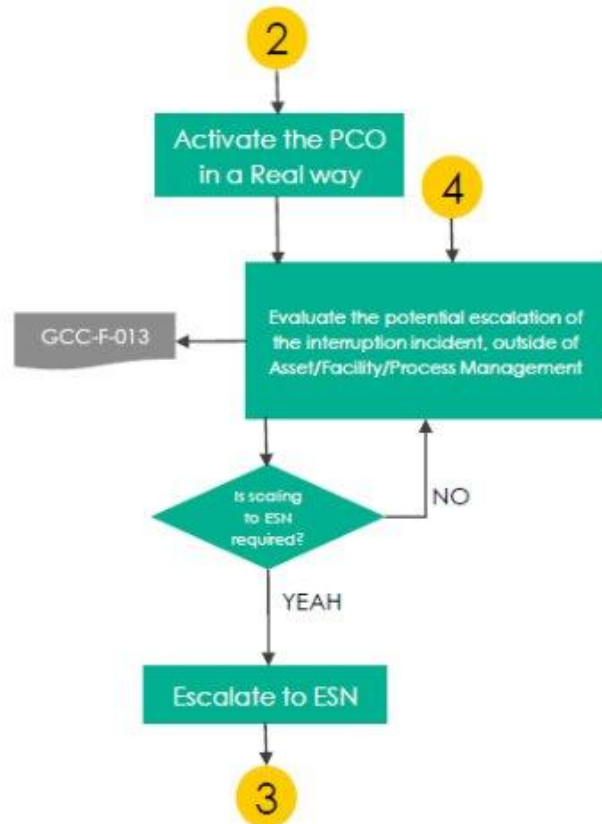 2
Activate the PCO
in a Real way
4
Evaluate the potential escalation of
the interruption incident, outside of
Asset/Facility/Process Management
GCC-F-013
Is scaling
to ESN
required?
NO
YEAH
Escalate to ESN
3